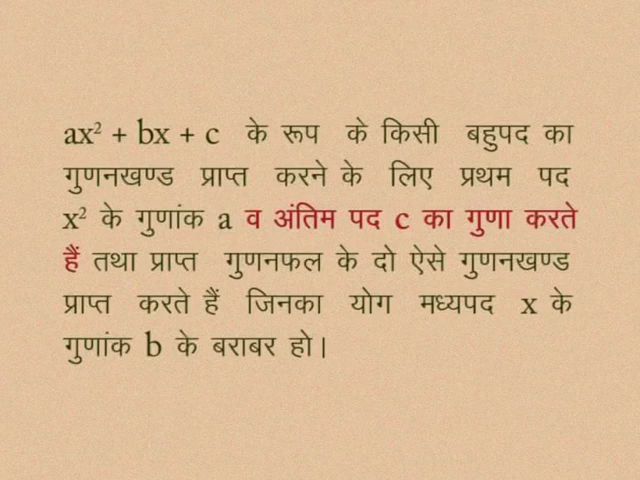 ax² + bx + c के रूप के किसी बहुपद का
गुणनखण्ड प्राप्त करने के लिए प्रथम पद
x² के गुणांक a व अंतिम पद c का गुणा करते
हैं तथा प्राप्त गुणनफल के दो ऐसे गुणनखण्ड
प्राप्त करते हैं जिनका योग मध्यपद x के
गुणांक b के बराबर हो।